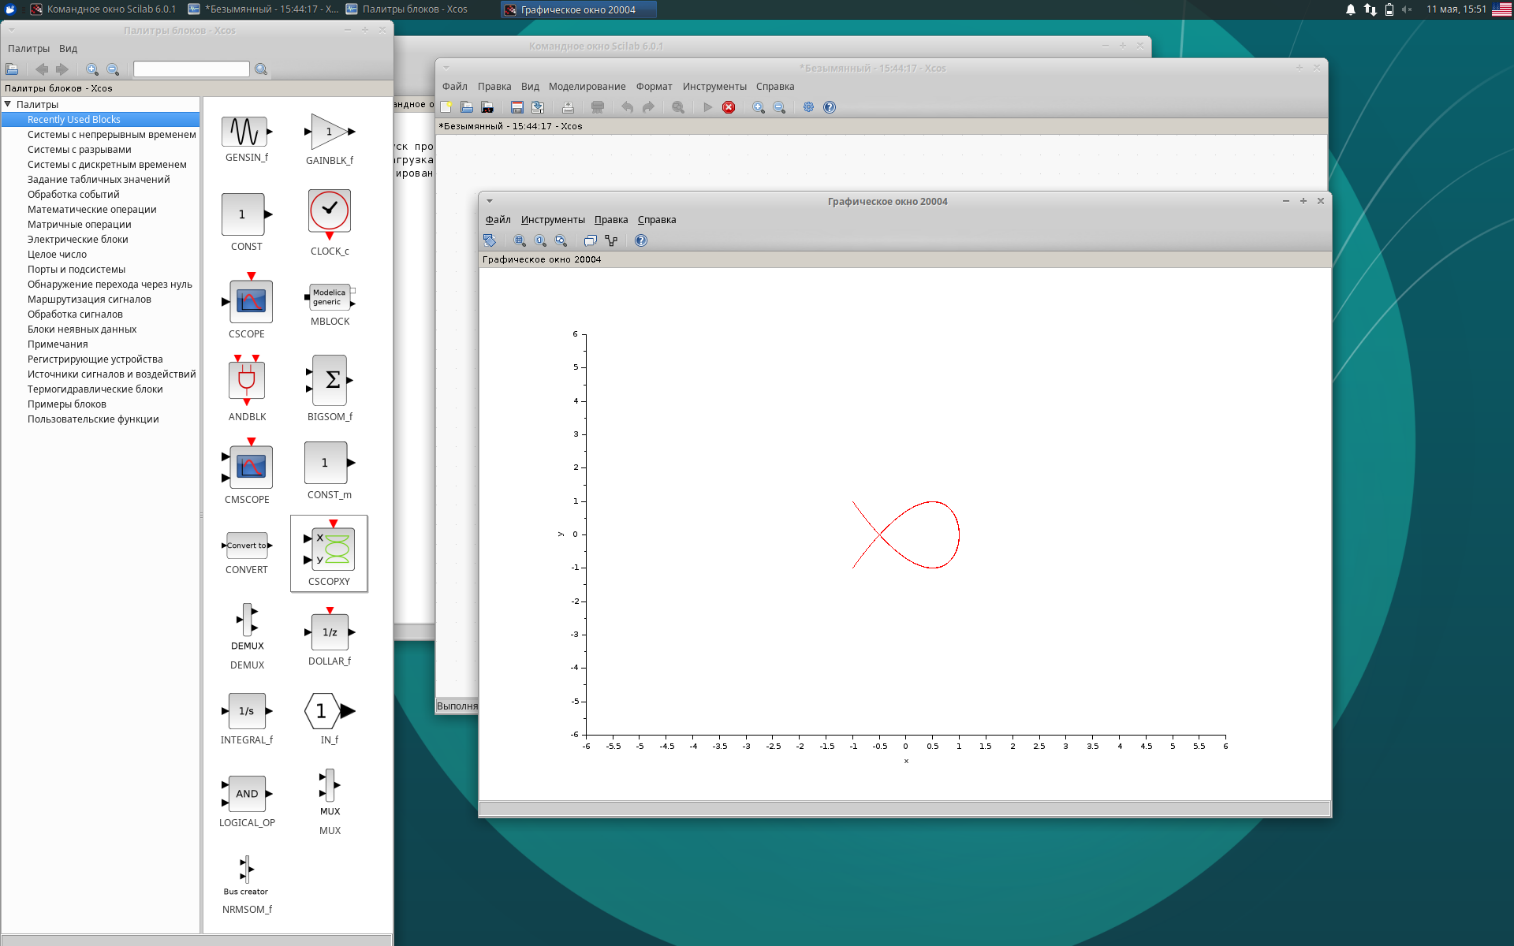 Командное окно Scilab 6.0.1
*Безымянный - 15:44:17 - X...
Палитры блоков - Xcos
Графическое окно 20004
11 мая, 15:51
Палитры блоков - Xcos
Палитры Вид
Палитры блоков - Xcos
Палитры
Recently Used Blocks
Системы с непрерывным временем
Системы с разрывами
Системы с дискретным временем
Задание табличных значений
Обработка событий
Математические операции
Матричные операции
Электрические блоки
Целое число
Порты и подсистемы
Обнаружение перехода через нуль
Маршрутизация сигналов
Обработка сигналов
Блоки неявных данных
Примечания
Регистрирующие устройства
Источники сигналов и воздействий
Термогидравлические блоки
Примеры блоков
Пользовательские функции
GENSIN_f
1
GAINBLK_f
1
CONST
CLOCK_c
CSCOPE
Modelica
generic
MBLOCK
ANDBLK
Σ
BIGSOM_f
CMSCOPE
1
CONST_m
Convert to
CONVERT
X
Y
CSCOPXY
DEMUX
DEMUX
1/z
DOLLAR_f
1/s
INTEGRAL_f
1
IN_f
AND
LOGICAL_OP
MUX
MUX
Bus creator
NRMSOM_f
Командное окно Scilab 6.0.1
андное о
уск про
агрузка
ирован
*Безымянный - 15:44:17 - Xcos
Файл Правка Вид Моделирование Формат Инструменты Справка
*Безымянный - 15:44:17 - Xcos
Выполня
Графическое окно 20004
Файл Инструменты Правка Справка
Графическое окно 20004
6
5
4
3
2
1
y 0
-1
-2
-3
-4
-5
-6
-6 -5.5 -5 -4.5 -4 -3.5 -3 -2.5 -2 -1.5 -1 -0.5 0 0.5 1 1.5 2 2.5 3 3.5 4 4.5 5 5.5 6
x